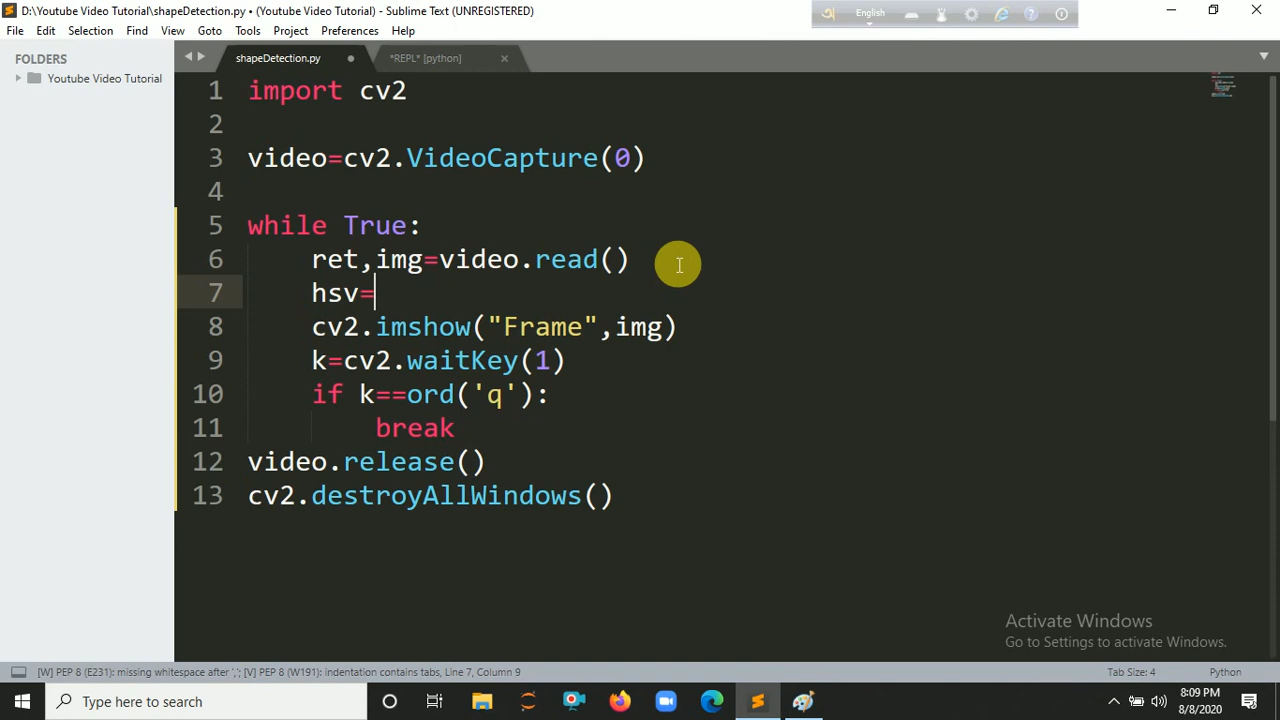 D:\Youtube Video Tutorial\shapeDetection.py • (Youtube Video Tutorial) - Sublime Text (UNREGISTERED)
English
File Edit Selection Find View Goto Tools Project Preferences Help
FOLDERS
Youtube Video Tutorial
shapeDetection.py
*REPL* [python]
1 import cv2
2
3 video=cv2.VideoCapture(0)
4
5 while True:
6 ret,img=video.read()
7 hsv=
8 cv2.imshow("Frame",img)
9 k=cv2.waitKey(1)
10 if k==ord('q'):
11 break
12 video.release()
13 cv2.destroyAllWindows()
Activate Windows
Go to Settings to activate Windows.
[W] PEP 8 (E231): missing whitespace after ','; [V] PEP 8 (W191): indentation contains tabs, Line 7, Column 9
Tab Size: 4
Python
Type here to search
8:09 PM
8/8/2020